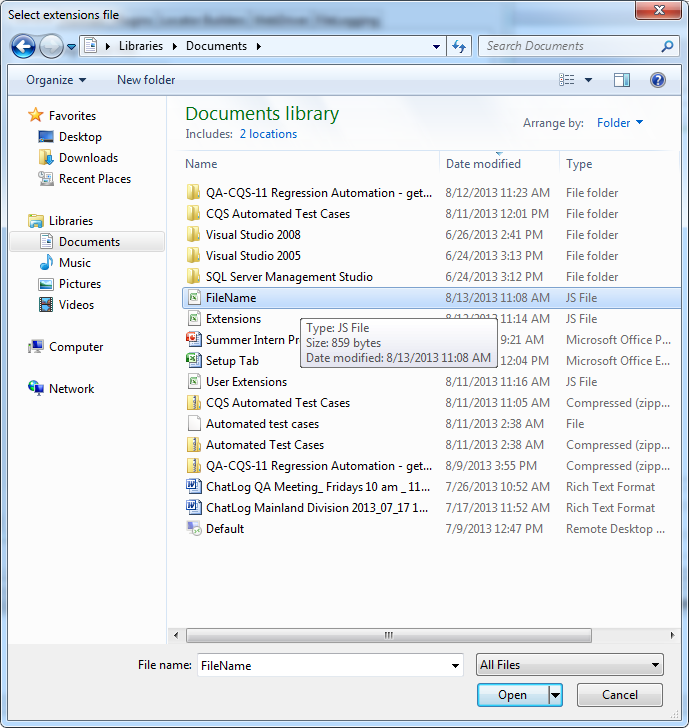 Select extensions file
Libraries Documents
Search Documents
Organize New folder
Favorites
Desktop
Downloads
Recent Places
Libraries
Documents
Music
Pictures
Videos
Computer
Network
Documents library
Includes: 2 locations
Arrange by: Folder
Name Date modified Type
QA-CQS-11 Regression Automation - get... 8/12/2013 11:23 AM File folder
CQS Automated Test Cases 8/11/2013 12:01 PM File folder
Visual Studio 2008 6/26/2013 2:41 PM File folder
Visual Studio 2005 6/24/2013 3:13 PM File folder
SQL Server Management Studio 6/24/2013 3:12 PM File folder
FileName 8/13/2013 11:08 AM JS File
Extensions 11:14 AM JS File
Summer Intern Pr 9:21 AM Microsoft Office P...
Setup Tab 12:04 PM Microsoft Office E...
Type: JS File
Size: 859 bytes
Date modified: 8/13/2013 11:08 AM
User Extensions 8/11/2013 11:16 AM JS File
CQS Automated Test Cases 8/11/2013 11:05 AM Compressed (zipp...
Automated test cases 8/11/2013 2:38 AM File
Automated Test Cases 8/11/2013 2:38 AM Compressed (zipp...
QA-CQS-11 Regression Automation - get... 8/9/2013 3:55 PM Compressed (zipp...
ChatLog QA Meeting_ Fridays 10 am _ 11... 7/26/2013 10:52 AM Rich Text Format
ChatLog Mainland Division 2013_07_17 1... 7/17/2013 11:52 AM Rich Text Format
Default 7/9/2013 12:47 PM Remote Desktop ...
File name: FileName All Files
Open Cancel